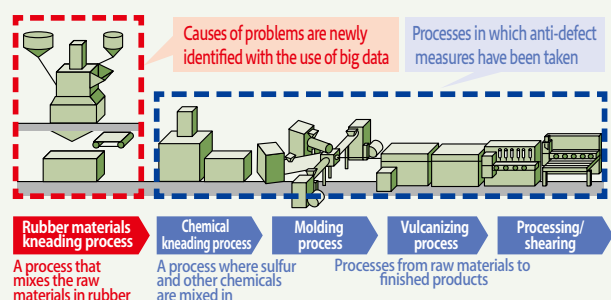 Causes of problems are newly
identified with the use of big data
Processes in which anti-defect
measures have been taken
Rubber materials
kneading process
Chemical
kneading process
Molding
process
Vulcanizing
process
Processing/
shearing
A process that
mixes the raw
materials in rubber
A process where sulfur
and other chemicals
are mixed in
Processes from raw materials to
finished products